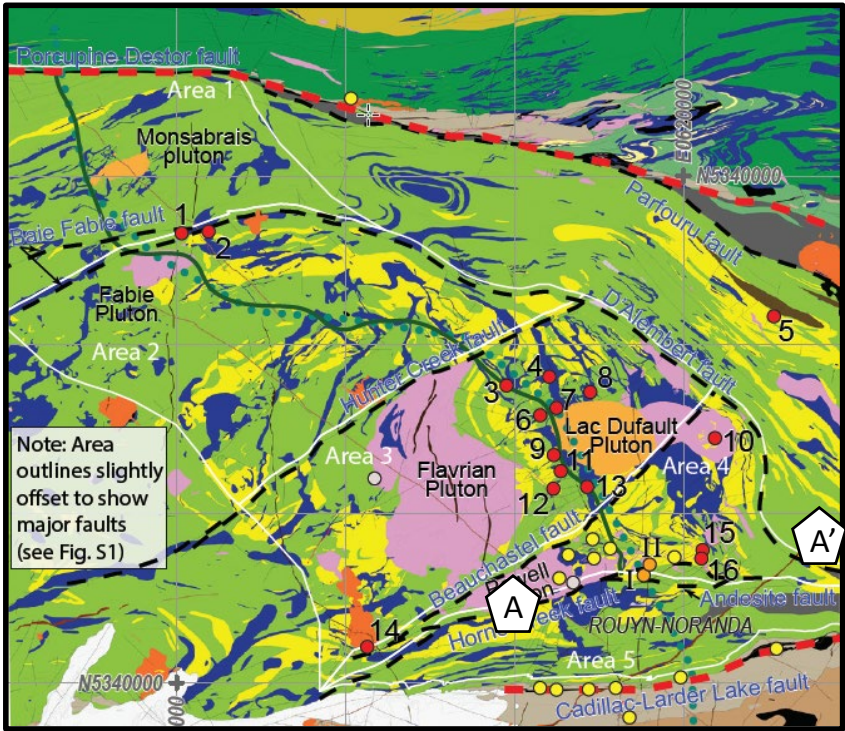 Porcupine-Destor fault
Area 1
E0620000
Monsabrais
pluton
N5340000
Parfouru fault
Baie Fabie fault
1
2
Fabie
Pluton
D'Alembert fault
5
Area 2
Hunter Creek fault
4
8
3
7
6
Lac Dufault
Pluton
Note: Area
outlines slightly
offset to show
major faults
(see Fig. S1)
Area 3
Flavrian
Pluton
9
10
11
Area 4
12
13
Beauchastel fault
15
A'
II
16
I
A
Andesite fault
Creek fault
ROUYN-NORANDA
14
Area 5
N5340000
Cadillac-Larder Lake fault
000